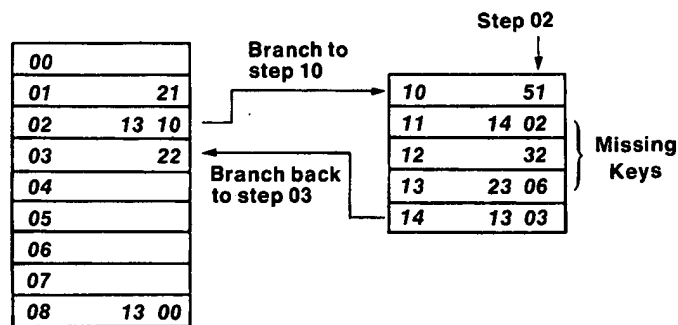 Step 02
Branch to
step 10
00
01 21
02 13 10
03 22
04
05
06
07
08 13 00
Branch back
to step 03
10 51
11 14 02
12 32
13 23 06
14 13 03
Missing
Keys